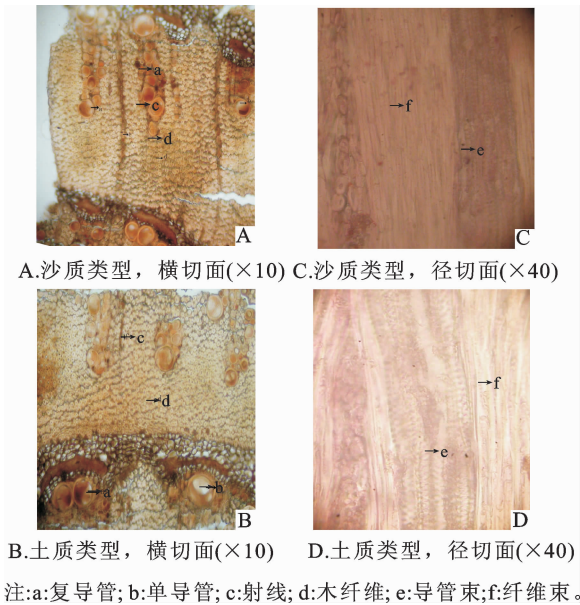 a
c
d
A
f
e
C
A.沙质类型，横切面(×10) C.沙质类型，径切面(×40)
c
d
a
b
B
f
e
D
B.土质类型，横切面(×10) D.土质类型，径切面(×40)
注:a:复导管; b:单导管; c:射线; d:木纤维; e:导管束;f:纤维束。